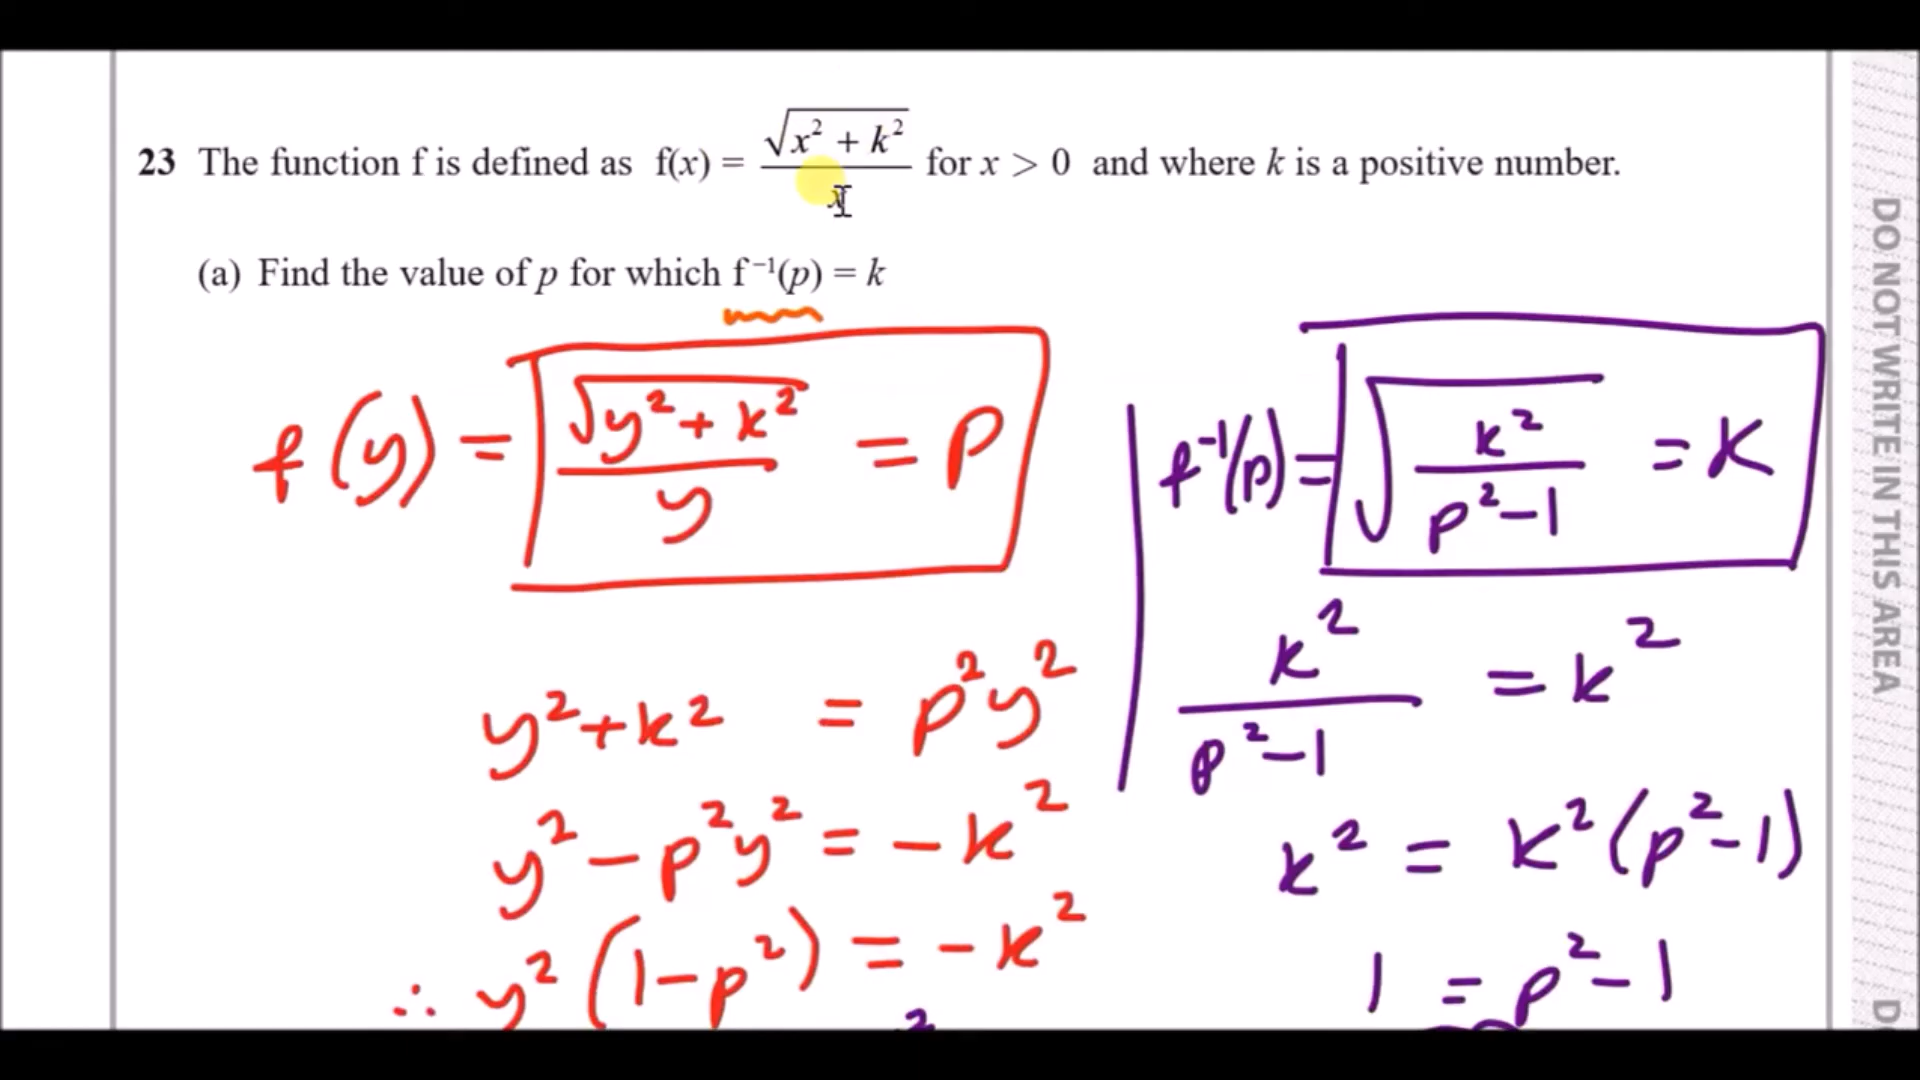 23 The function f is defined as f(x) = √(x² + k²) / x for x > 0 and where k is a positive number.
(a) Find the value of p for which f⁻¹(p) = k
f(y) = √(y² + k²) / y = p
y² + k² = p²y²
y² − p²y² = −k²
∴ y²(1 − p²) = −k²
2
f⁻¹(p) = √(k² / (p² − 1)) = k
k² / (p² − 1) = k²
k² = k²(p² − 1)
1 = p² − 1
DO NOT WRITE IN THIS AREA